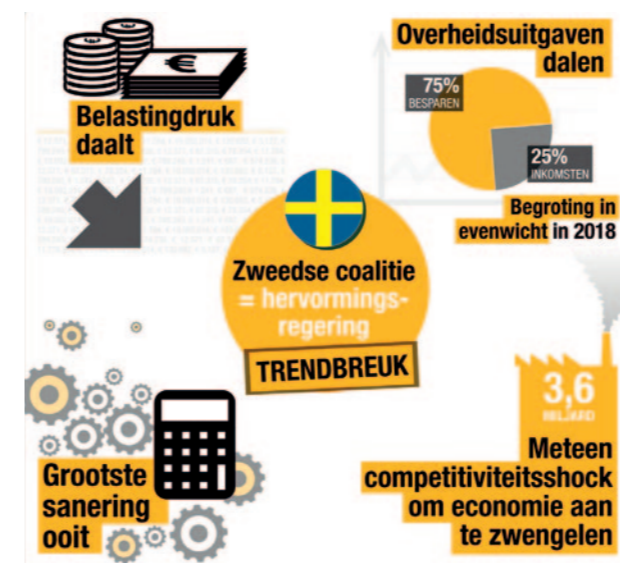 Belastingdruk
daalt
Overheidsuitgaven
dalen
75%
BESPAREN
25%
INKOMSTEN
Begroting in
evenwicht in 2018
Zweedse coalitie
= hervormings-
regering
TRENDBREUK
Grootste
sanering
ooit
3,6
MILJARD
Meteen
competitiviteitsshock
om economie aan
te zwengelen